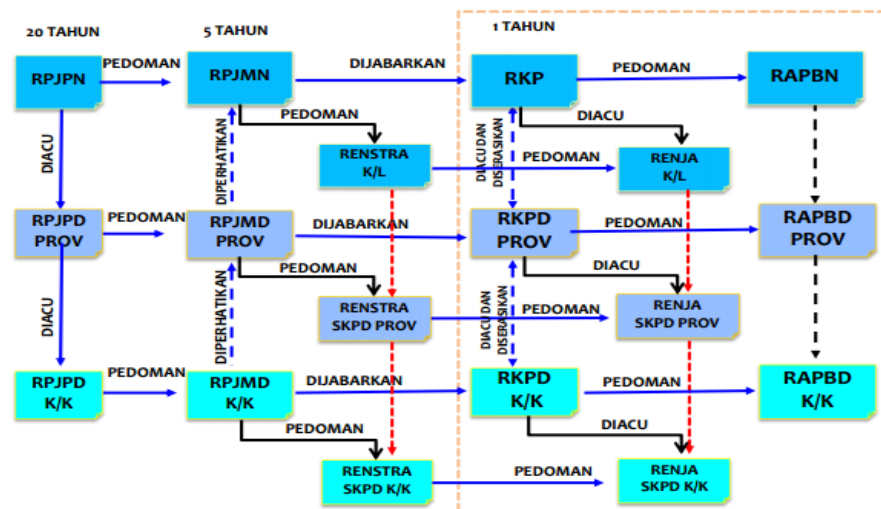 20 TAHUN
5 TAHUN
1 TAHUN
RPJPN
PEDOMAN
RPJMN
DIJABARKAN
RKP
PEDOMAN
RAPBN
DIACU
DIPERHATIKAN
PEDOMAN
RENSTRA
K/L
PEDOMAN
DIACU DAN
DISERASIKAN
DIACU
RENJA
K/L
RPJPD
PROV
PEDOMAN
RPJMD
PROV
DIJABARKAN
RKPD
PROV
PEDOMAN
RAPBD
PROV
DIACU
DIPERHATIKAN
PEDOMAN
RENSTRA
SKPD PROV
PEDOMAN
DIACU DAN
DISERASIKAN
DIACU
RENJA
SKPD PROV
RPJPD
K/K
PEDOMAN
RPJMD
K/K
DIJABARKAN
RKPD
K/K
PEDOMAN
RAPBD
K/K
PEDOMAN
RENSTRA
SKPD K/K
PEDOMAN
DIACU
RENJA
SKPD K/K